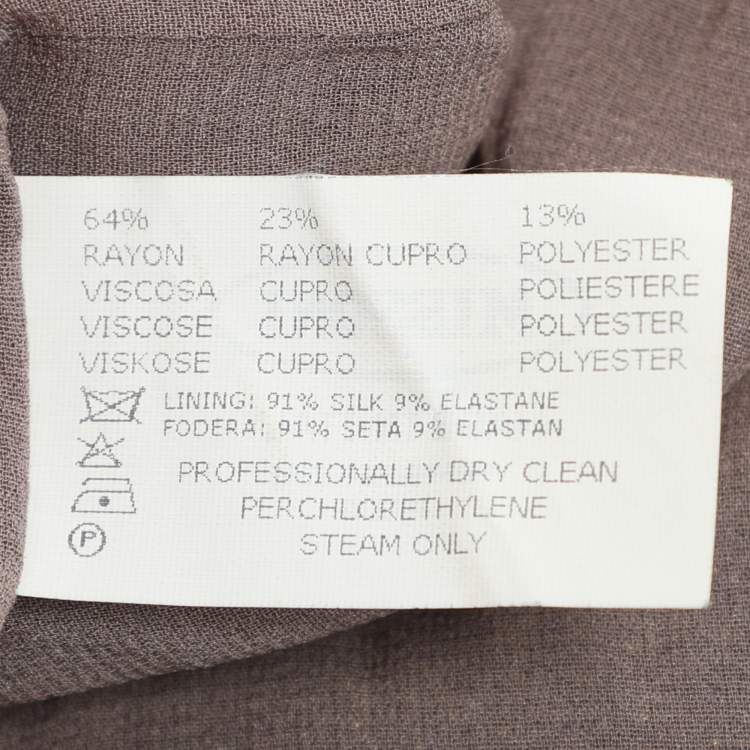 64% 23% 13%
RAYON RAYON CUPRO POLYESTER
VISCOSA CUPRO POLIESTERE
VISCOSE CUPRO POLYESTER
VISKOSE CUPRO POLYESTER
LINING: 91% SILK 9% ELASTANE
FODERA: 91% SETA 9% ELASTAN
PROFESSIONALLY DRY CLEAN
PERCHLORETHYLENE
STEAM ONLY
P